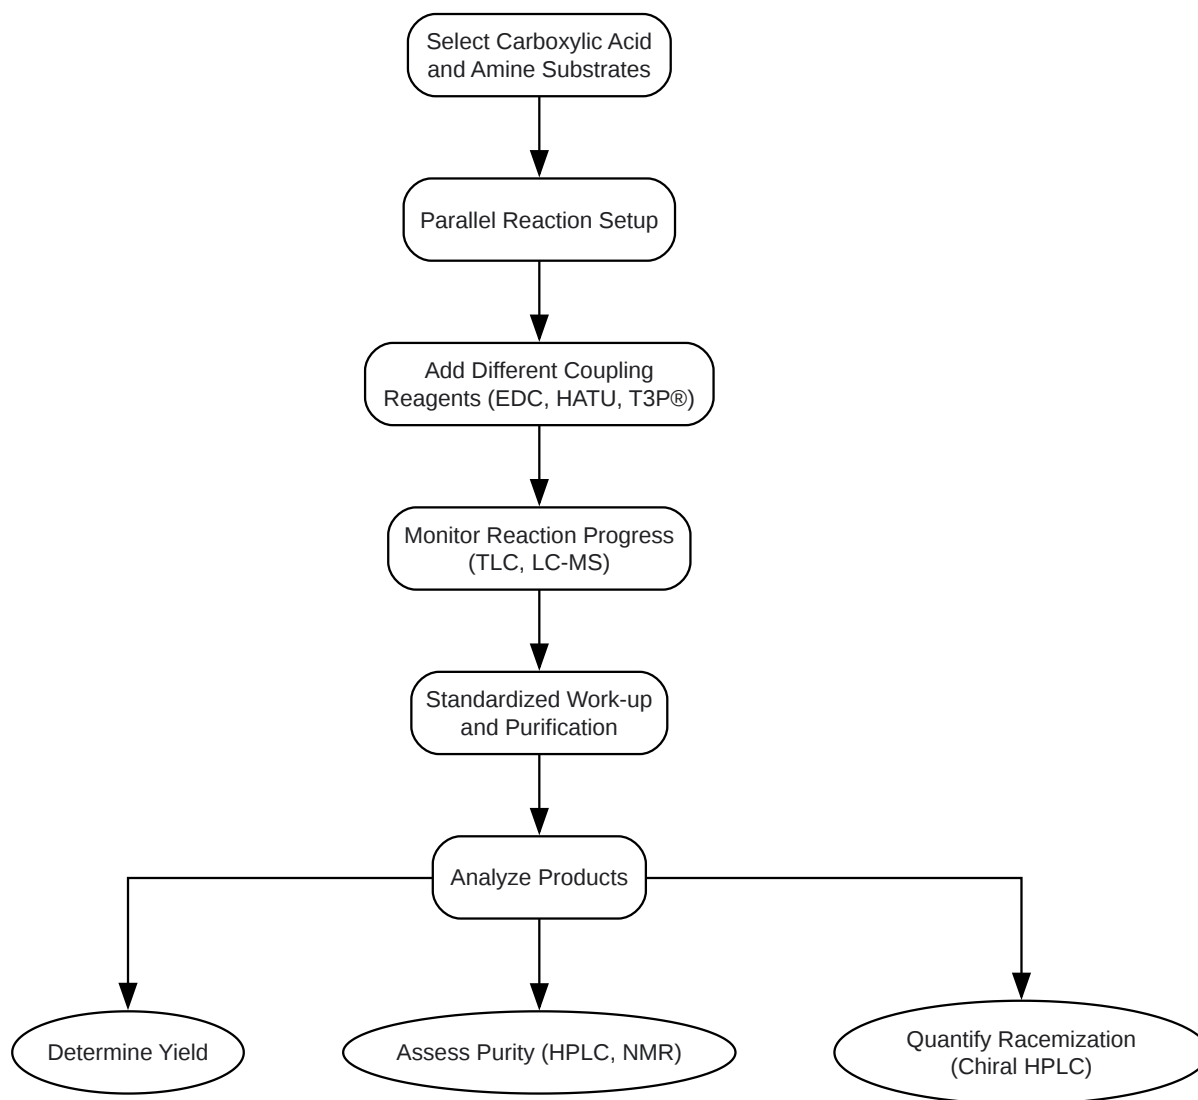 Select Carboxylic Acid
and Amine Substrates
Parallel Reaction Setup
Add Different Coupling
Reagents (EDC, HATU, T3P®)
Monitor Reaction Progress
(TLC, LC-MS)
Standardized Work-up
and Purification
Analyze Products
Determine Yield
Assess Purity (HPLC, NMR)
Quantify Racemization
(Chiral HPLC)